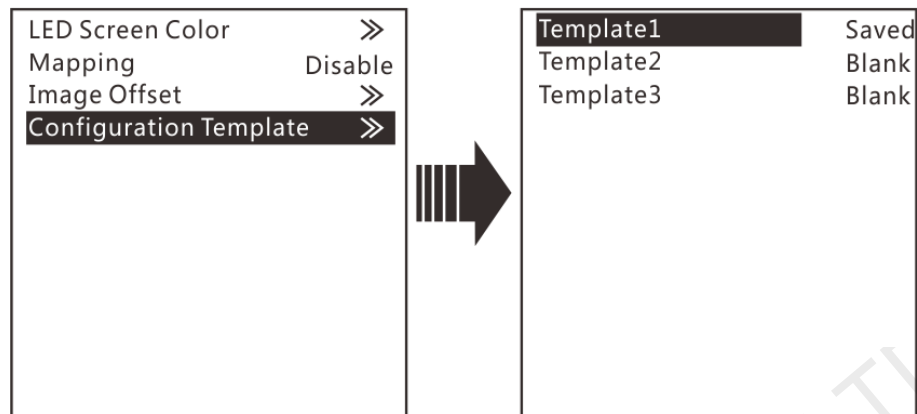 LED Screen Color >>
Mapping Disable
Image Offset >>
Configuration Template >>
Template1 Saved
Template2 Blank
Template3 Blank